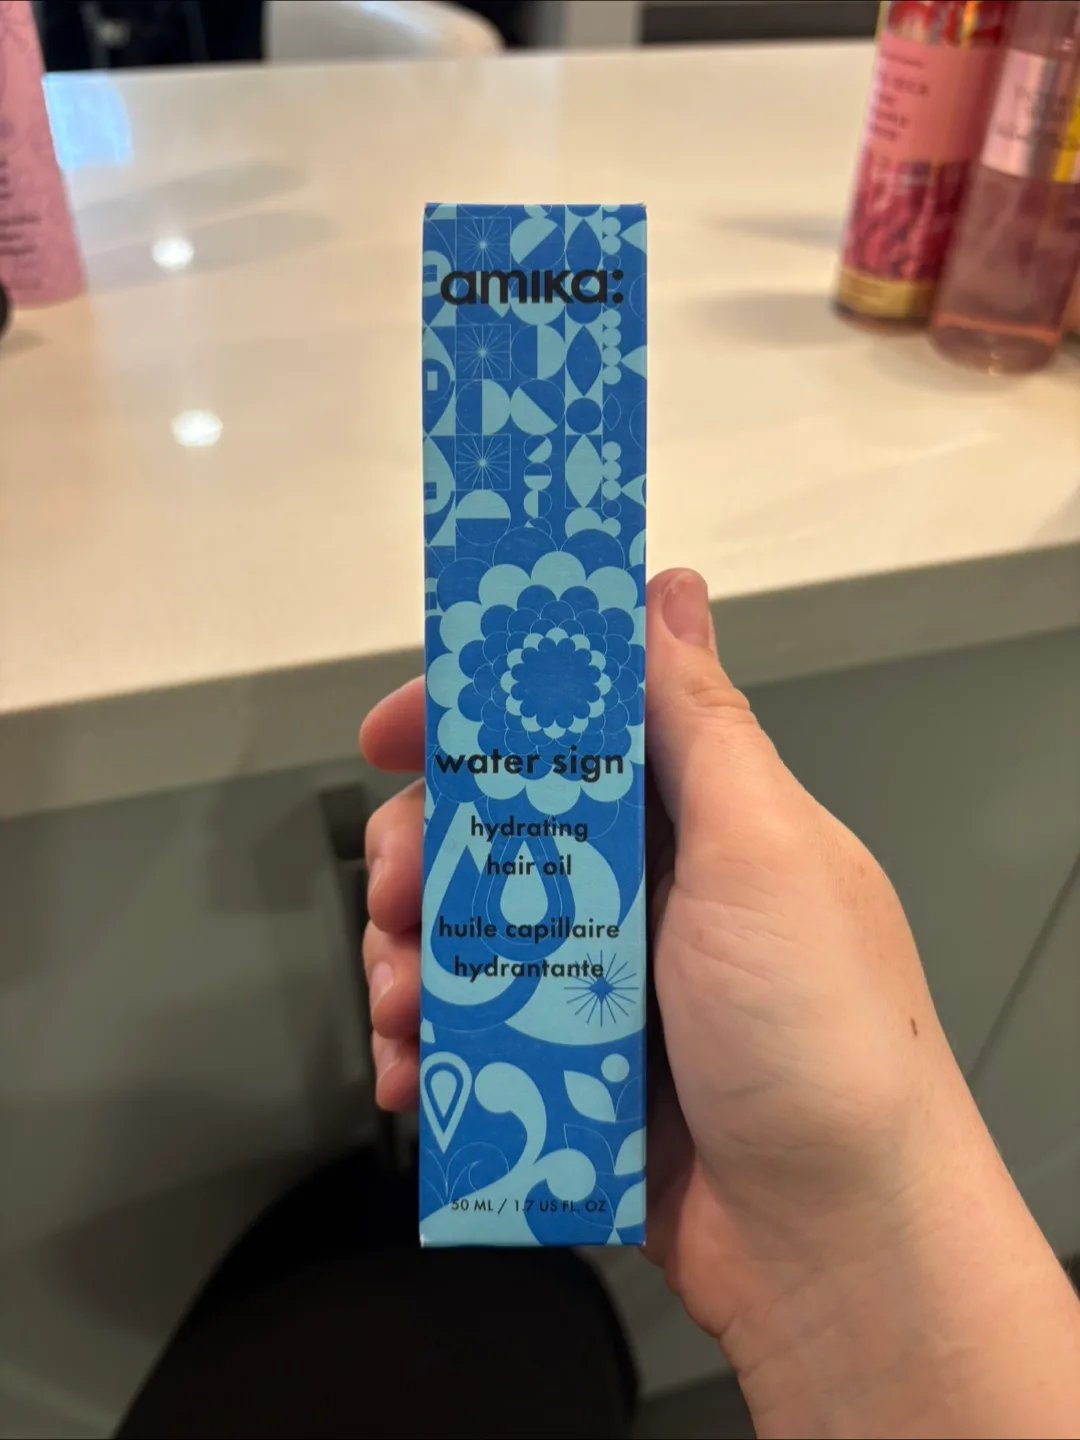 amika:
water sign
hydrating
hair oil
huile capillaire
hydrantante
50 ML / 1.7 US FL. OZ